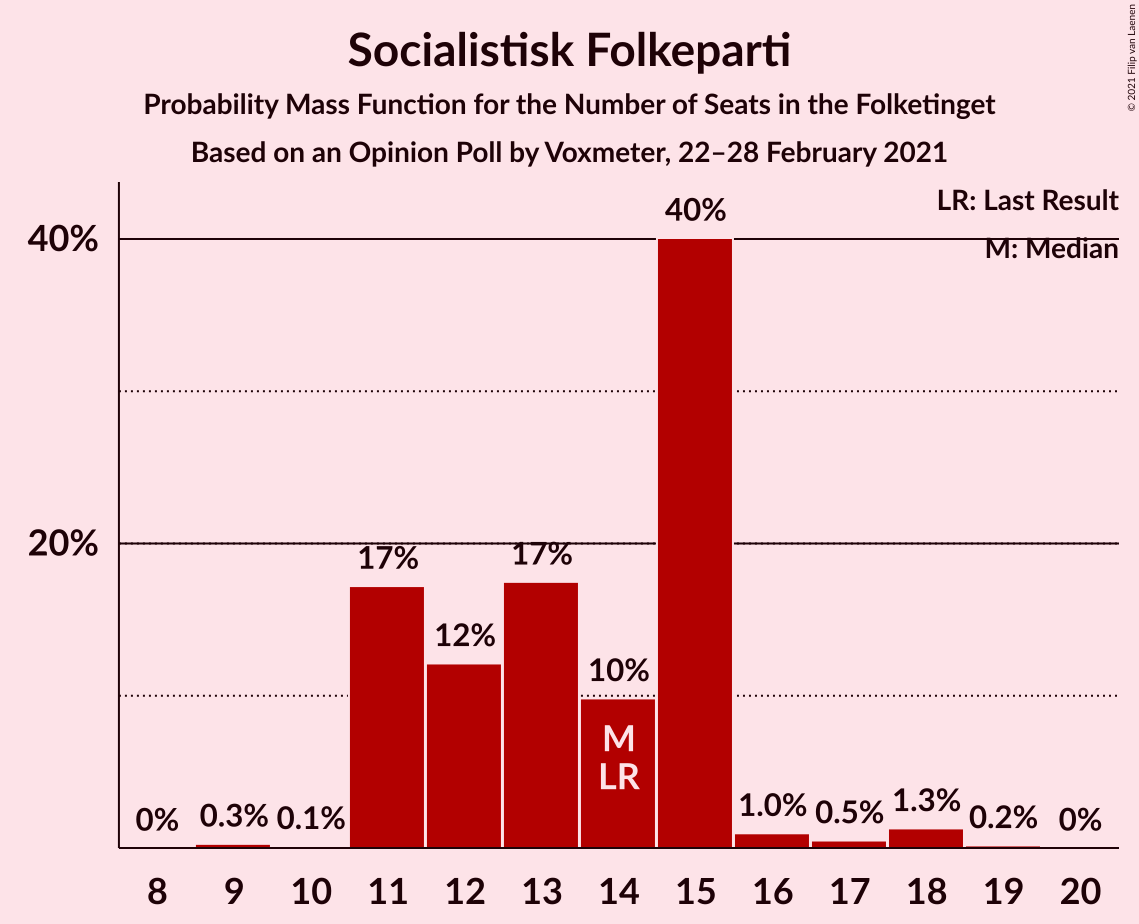 Socialistisk Folkeparti
Probability Mass Function for the Number of Seats in the Folketinget
Based on an Opinion Poll by Voxmeter, 22–28 February 2021
© 2021 Filip van Laenen
LR: Last Result
M: Median
40%
20%
0%
0.3%
0.1%
17%
12%
17%
10%
40%
1.0%
0.5%
1.3%
0.2%
0%
M
LR
8 9 10 11 12 13 14 15 16 17 18 19 20